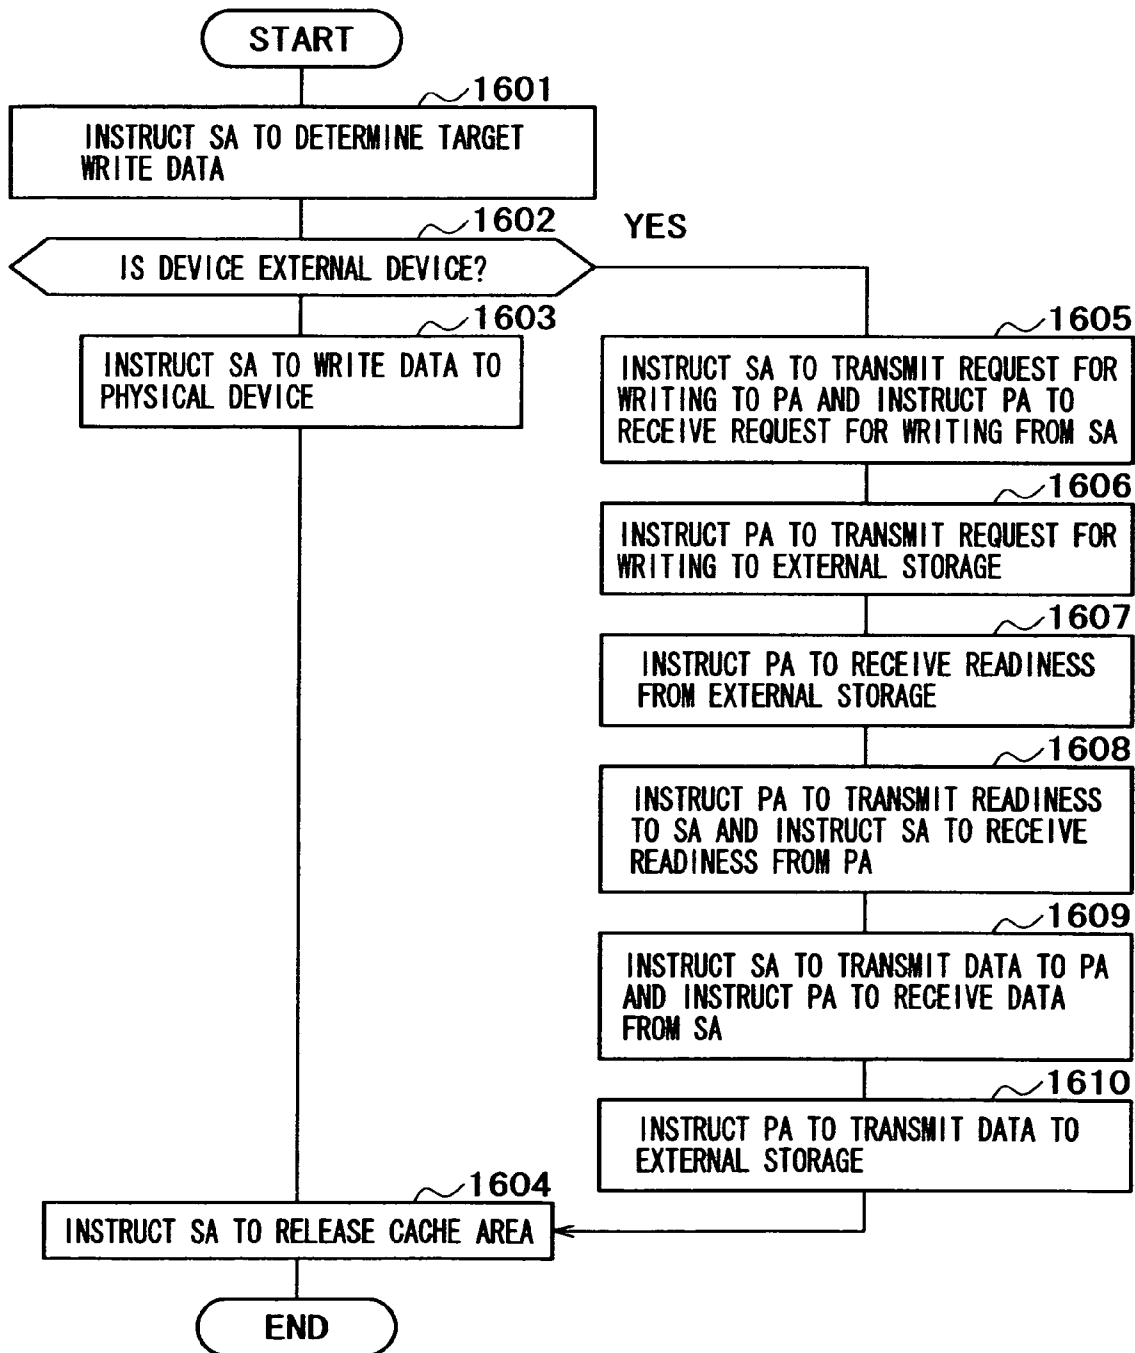 START
1601
INSTRUCT SA TO DETERMINE TARGET
WRITE DATA
1602
YES
IS DEVICE EXTERNAL DEVICE?
1603
INSTRUCT SA TO WRITE DATA TO
PHYSICAL DEVICE
1605
INSTRUCT SA TO TRANSMIT REQUEST FOR
WRITING TO PA AND INSTRUCT PA TO
RECEIVE REQUEST FOR WRITING FROM SA
1606
INSTRUCT PA TO TRANSMIT REQUEST FOR
WRITING TO EXTERNAL STORAGE
1607
INSTRUCT PA TO RECEIVE READINESS
FROM EXTERNAL STORAGE
1608
INSTRUCT PA TO TRANSMIT READINESS
TO SA AND INSTRUCT SA TO RECEIVE
READINESS FROM PA
1609
INSTRUCT SA TO TRANSMIT DATA TO PA
AND INSTRUCT PA TO RECEIVE DATA
FROM SA
1610
INSTRUCT PA TO TRANSMIT DATA TO
EXTERNAL STORAGE
1604
INSTRUCT SA TO RELEASE CACHE AREA
END